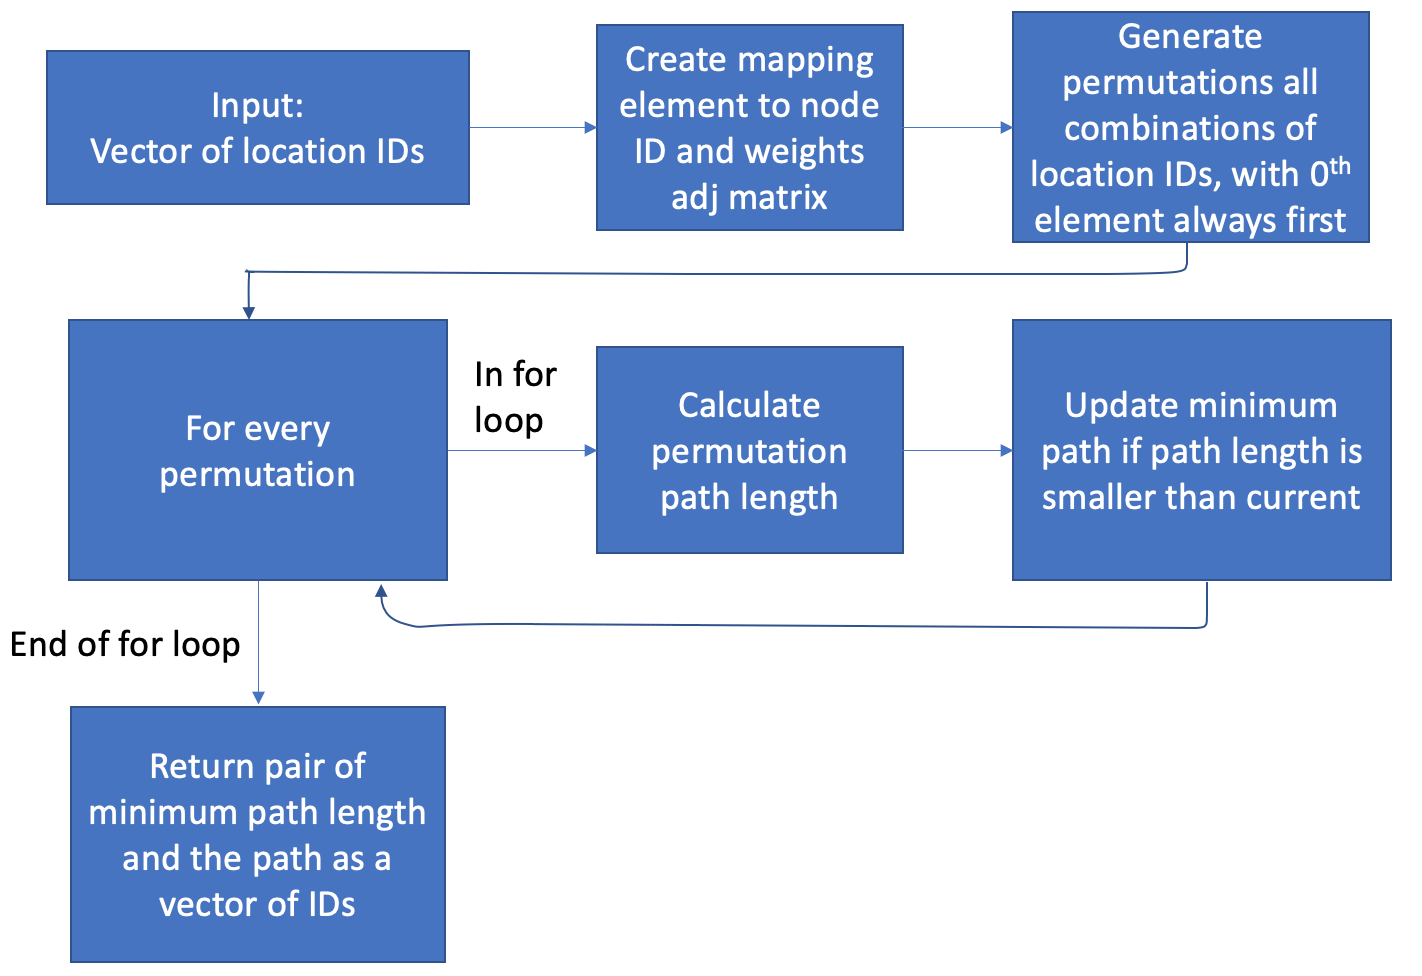 Input:
Vector of location IDs
Create mapping
element to node
ID and weights
adj matrix
Generate
permutations all
combinations of
location IDs, with 0th
element always first
For every
permutation
In for
loop
Calculate
permutation
path length
Update minimum
path if path length is
smaller than current
End of for loop
Return pair of
minimum path length
and the path as a
vector of IDs